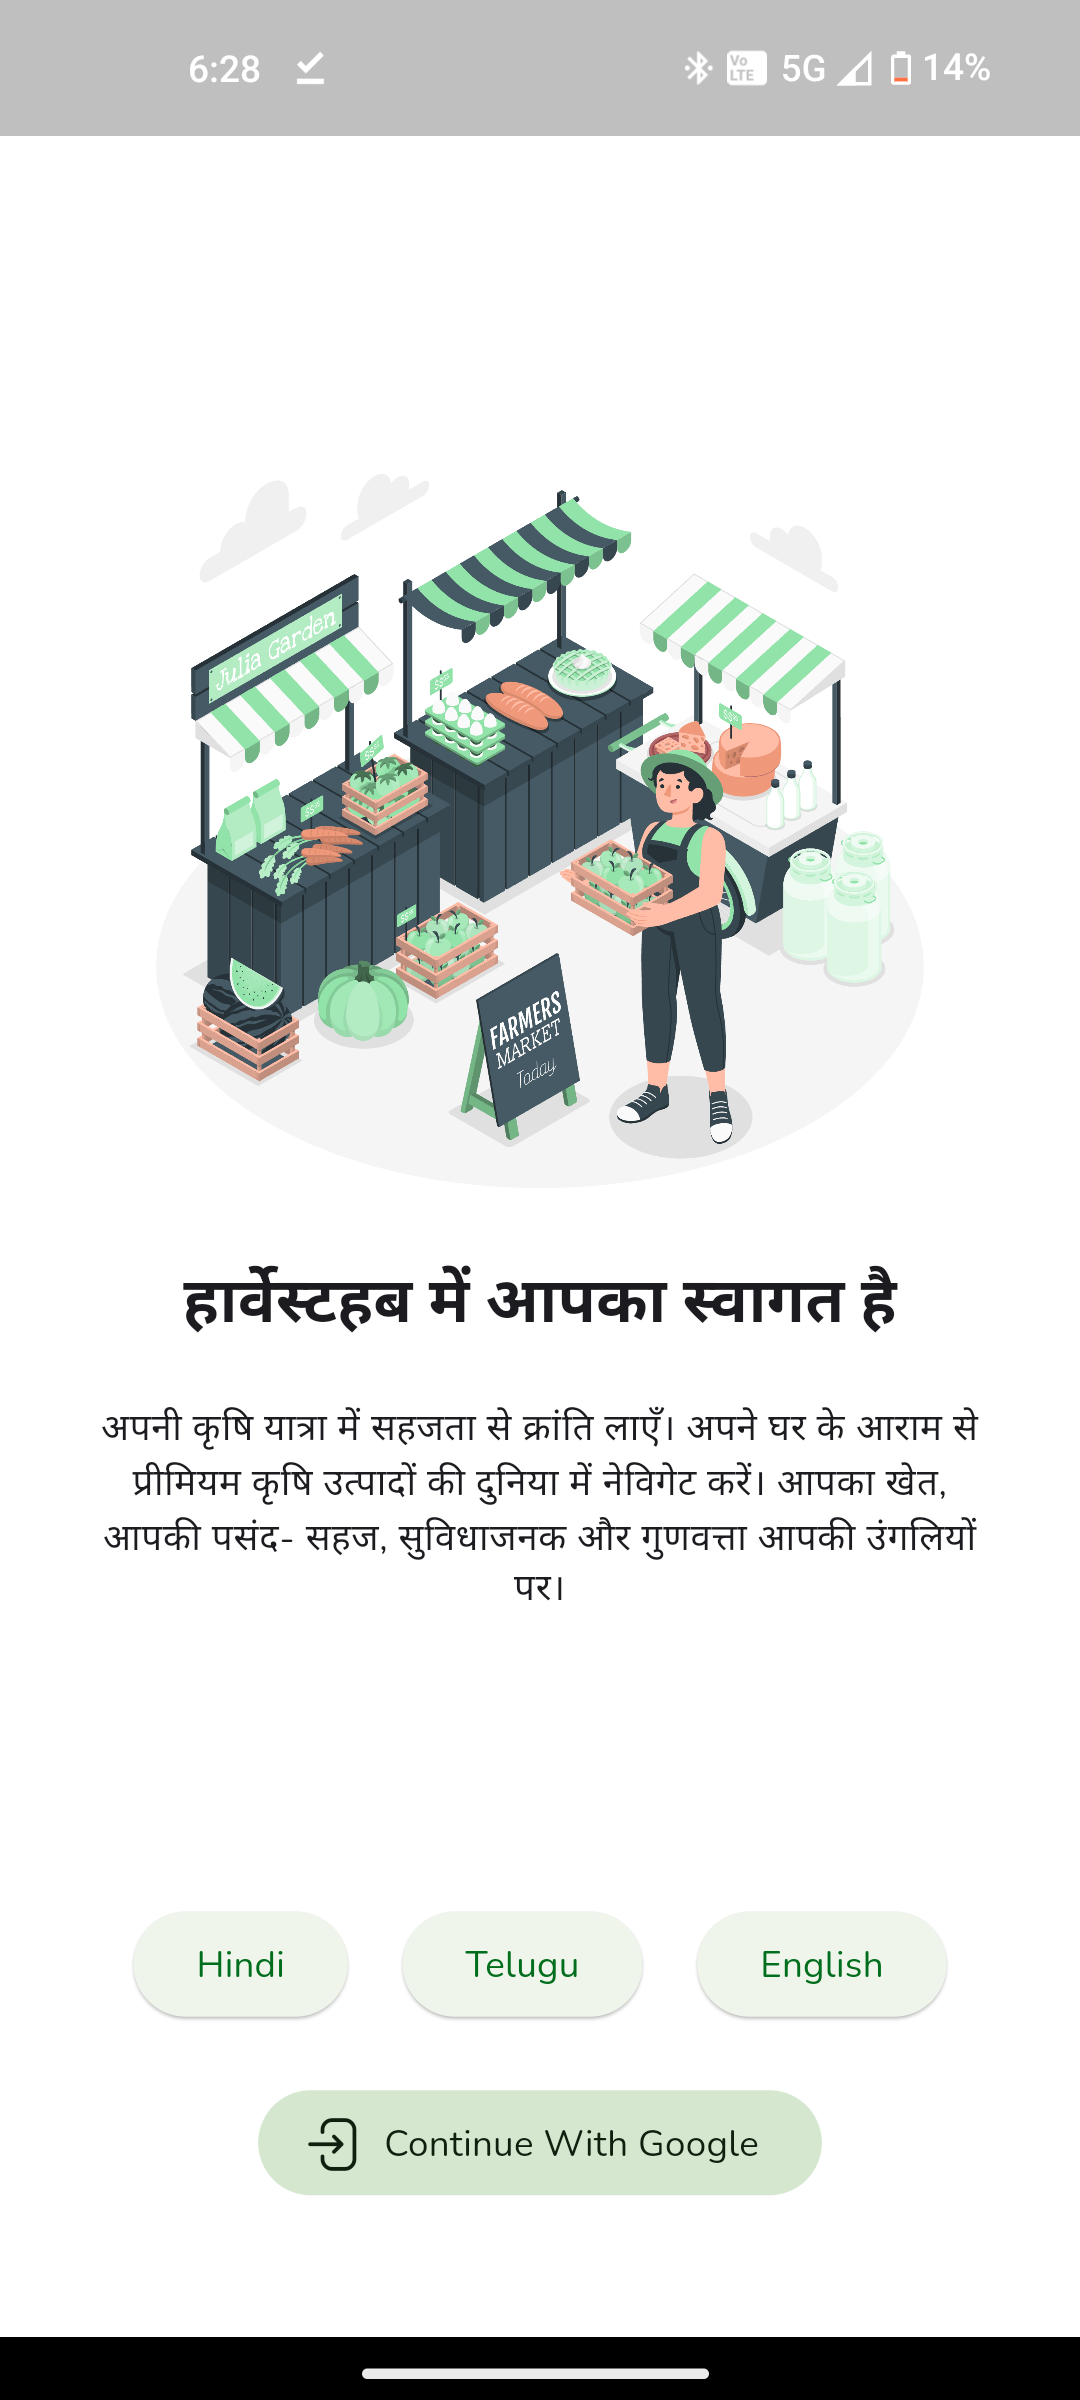 6:28
Vo LTE 5G 14%
Julia Garden
FARMERS
MARKET
Today
हार्वेस्टहब में आपका स्वागत है
अपनी कृषि यात्रा में सहजता से क्रांति लाएँ। अपने घर के आराम से
प्रीमियम कृषि उत्पादों की दुनिया में नेविगेट करें। आपका खेत,
आपकी पसंद- सहज, सुविधाजनक और गुणवत्ता आपकी उंगलियों
पर।
Hindi Telugu English
Continue With Google